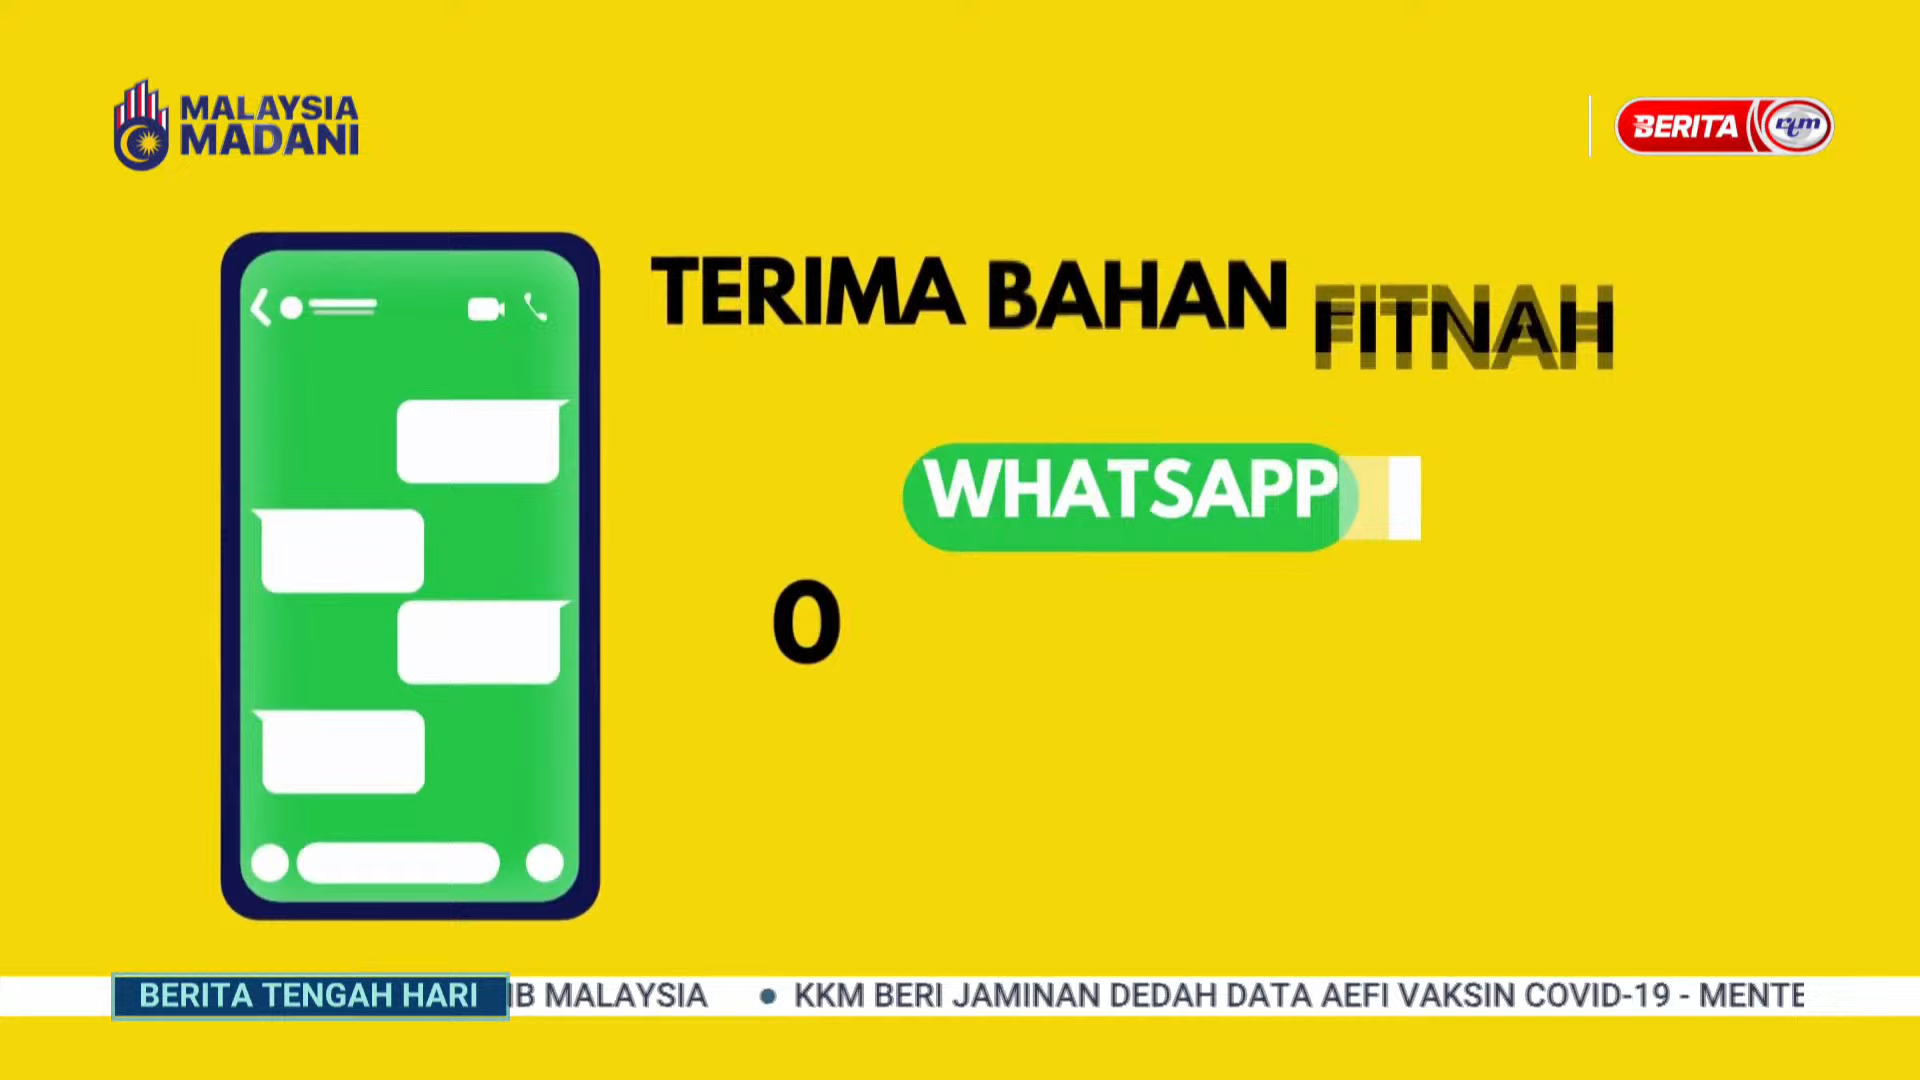 MALAYSIA
MADANI
BERITA rtm
TERIMA BAHAN FITNAH
WHATSAPP
0
BERITA TENGAH HARI
IB MALAYSIA • KKM BERI JAMINAN DEDAH DATA AEFI VAKSIN COVID-19 - MENTE